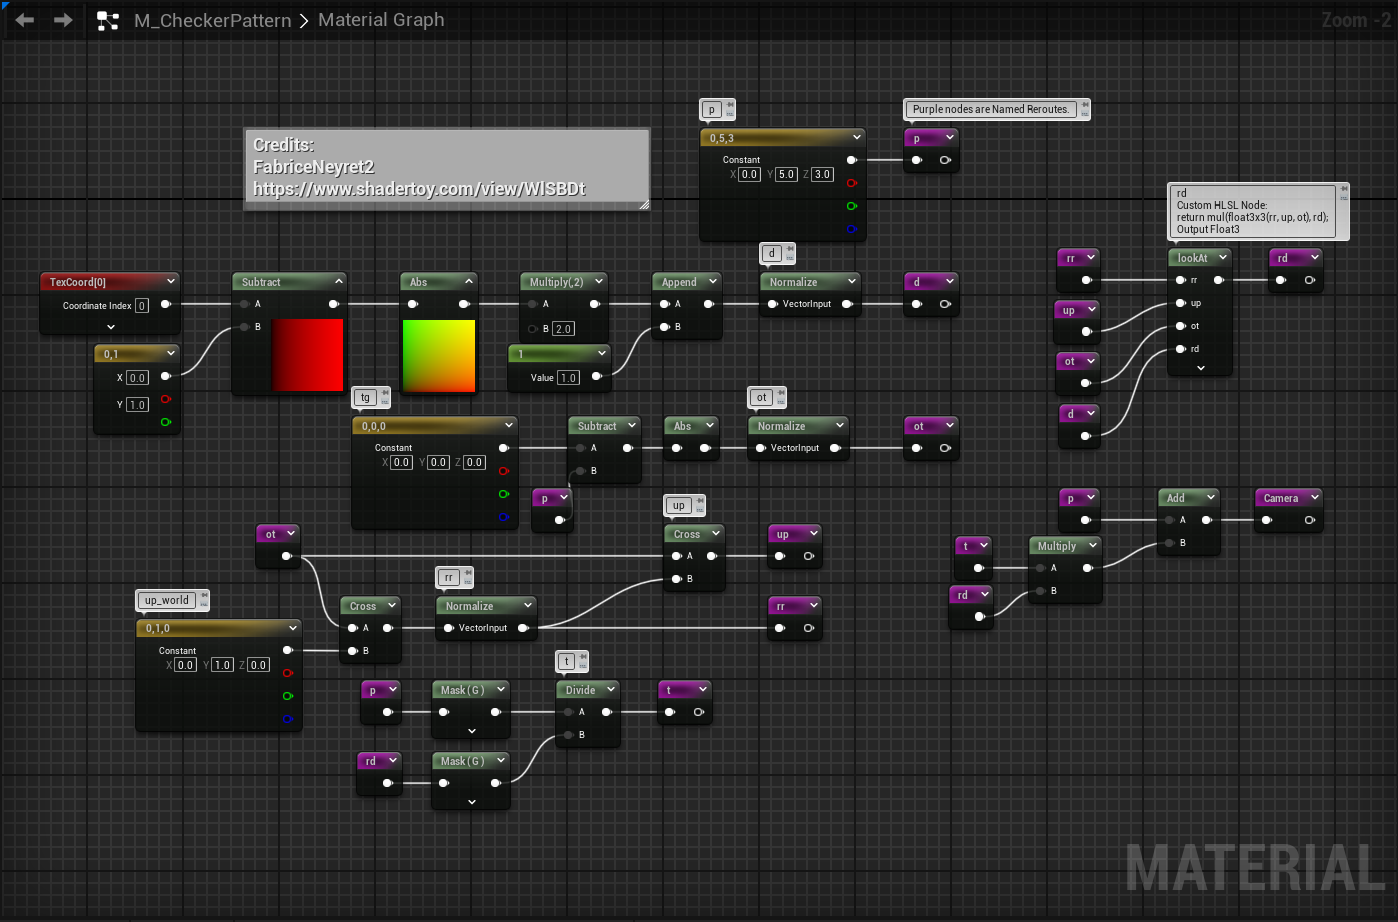 M_CheckerPattern > Material Graph
Zoom -2
p
Purple nodes are Named Reroutes.
Credits:
FabriceNeyret2
https://www.shadertoy.com/view/WlSBDt
0,5,3
Constant
X 0.0 Y 5.0 Z 3.0
p
rd
Custom HLSL Node:
return mul(float3x3(rr, up, ot), rd);
Output Float3
d
TexCoord[0]
Coordinate Index 0
Subtract
A
B
Abs
Multiply(,2)
A
B 2.0
Append
A
B
Normalize
VectorInput
d
rr
up
ot
d
lookAt
rr
up
ot
rd
rd
0,1
X 0.0
Y 1.0
1
Value 1.0
tg
0,0,0
Constant
X 0.0 Y 0.0 Z 0.0
p
Subtract
A
B
Abs
ot
Normalize
VectorInput
ot
p
Add
A
B
Camera
t
rd
Multiply
A
B
ot
up
Cross
A
B
up
up_world
0,1,0
Constant
X 0.0 Y 1.0 Z 0.0
Cross
A
B
rr
Normalize
VectorInput
rr
p
Mask ( G )
t
Divide
A
B
t
rd
Mask ( G )
MATERIAL